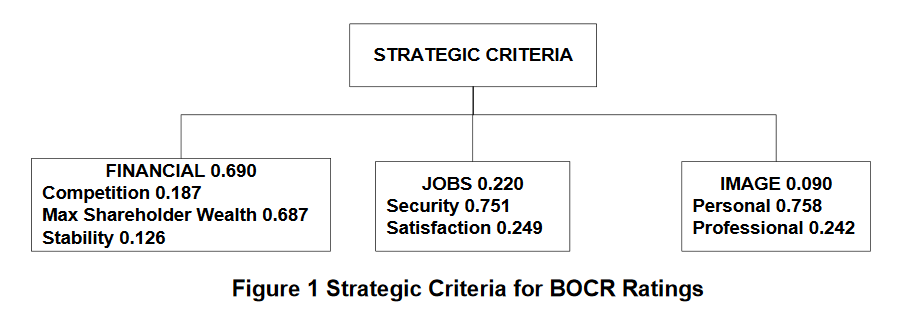 STRATEGIC CRITERIA
FINANCIAL 0.690
Competition 0.187
Max Shareholder Wealth 0.687
Stability 0.126
JOBS 0.220
Security 0.751
Satisfaction 0.249
IMAGE 0.090
Personal 0.758
Professional 0.242
Figure 1 Strategic Criteria for BOCR Ratings